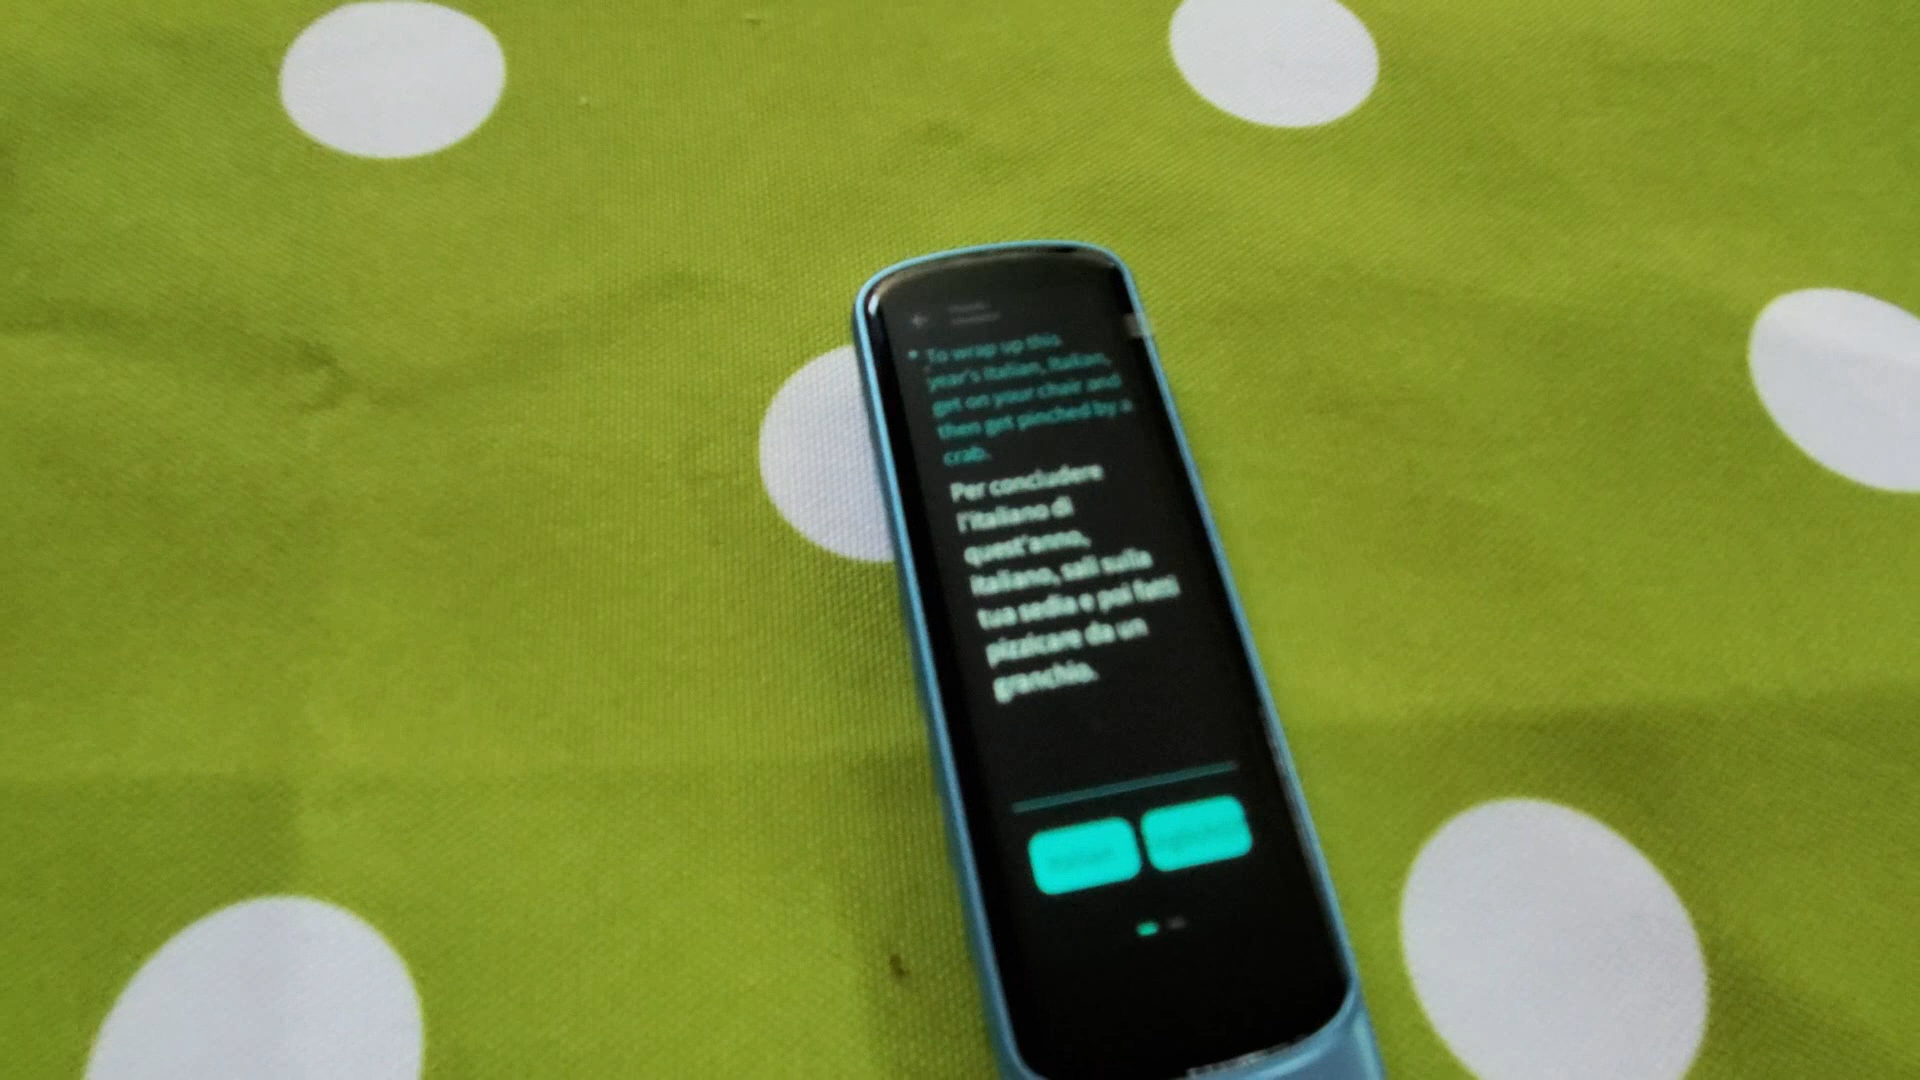 To wrap up this
year's Italian, Italian,
get on your chair and
then get pinched by a
crab.
Per concludere
l'italiano di
quest'anno,
italiano, sali sulla
tua sedia e poi fatti
pizzicare da un
granchio.
Italian